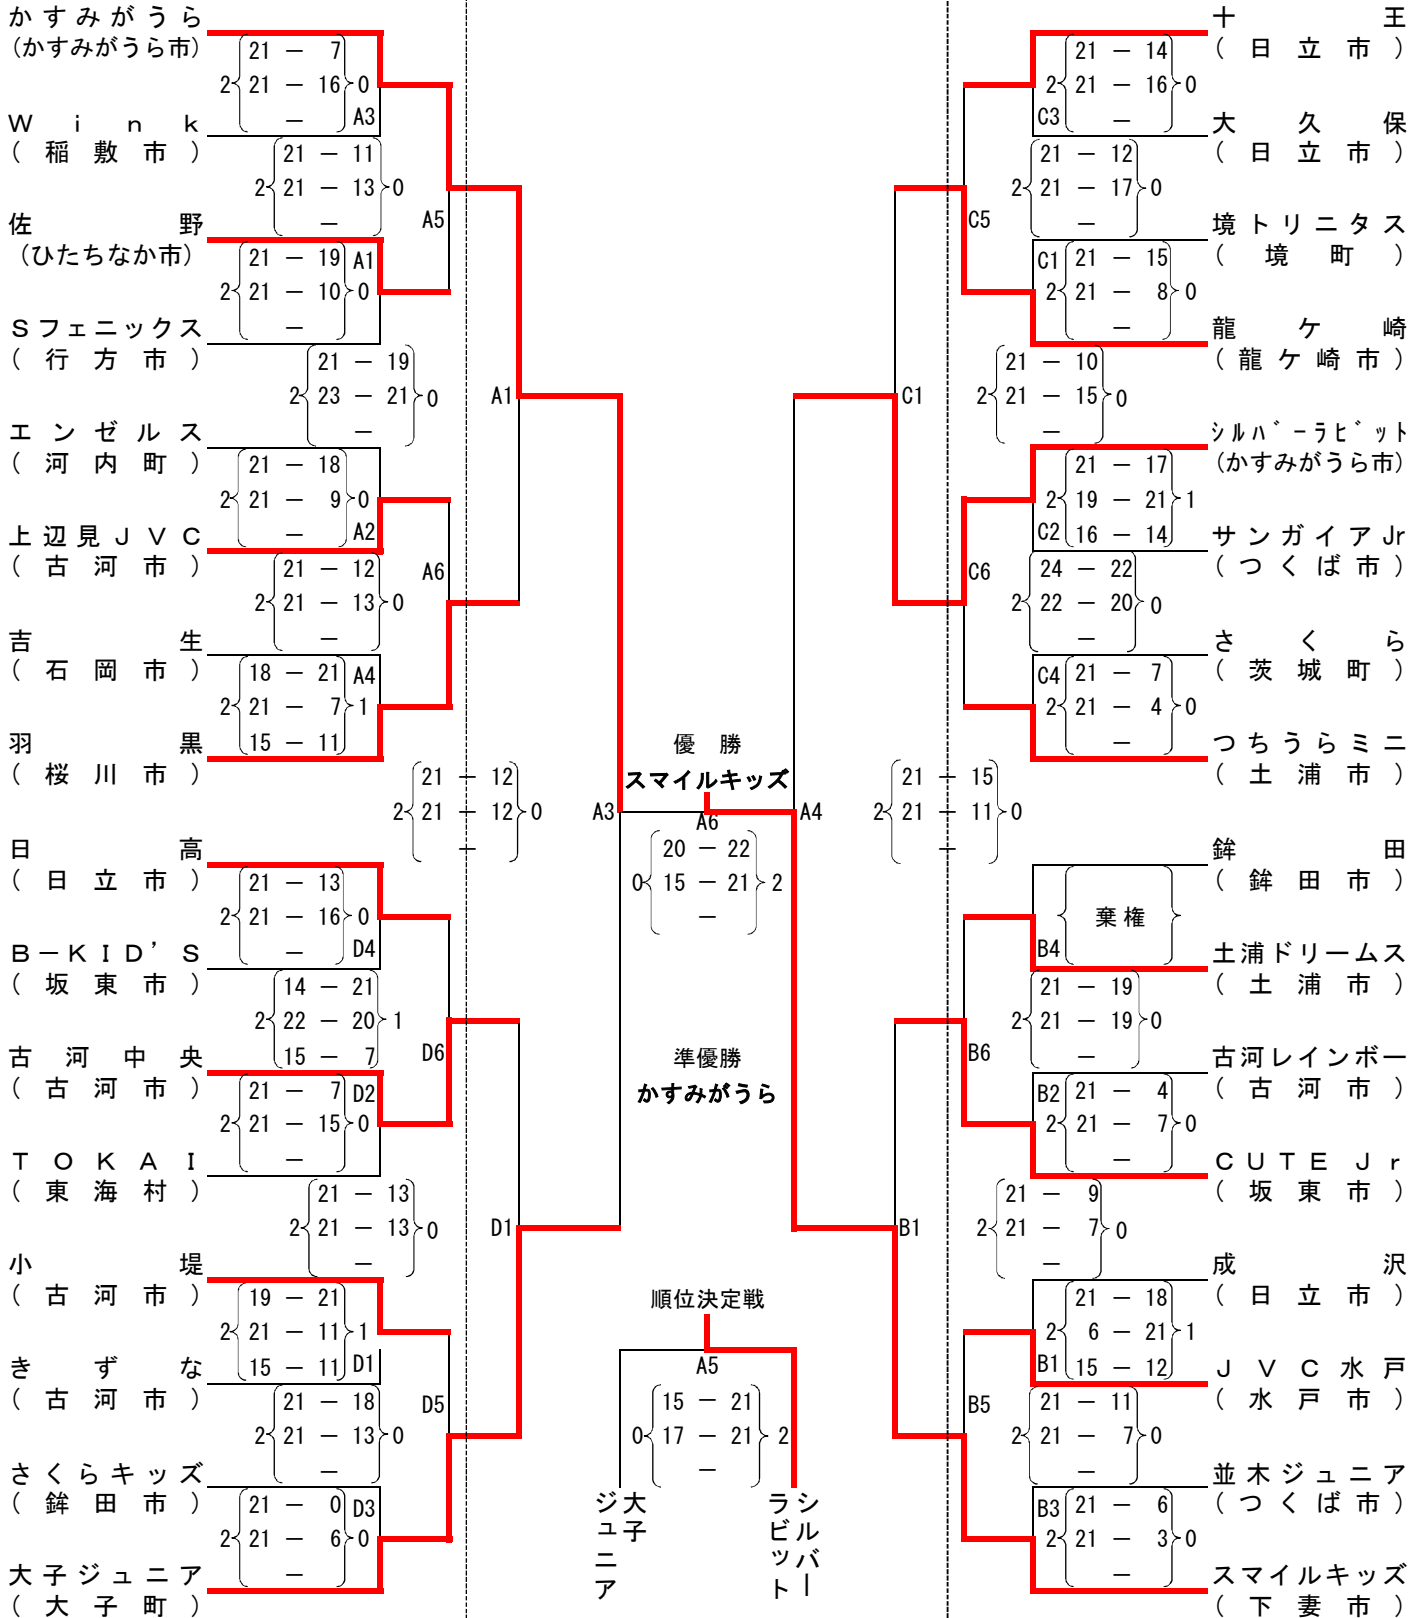 かすみがうら
(かすみがうら市)
21 － 7
2 21 － 16 0
－ A3
Ｗｉｎｋ
(稲敷市)
21 － 11
2 21 － 13 0
－
A5
佐野
(ひたちなか市)
21 － 19 A1
2 21 － 10 0
－
Ｓフェニックス
(行方市)
21 － 19
2 23 － 21 0
－
A1
エンゼルス
(河内町)
21 － 18
2 21 － 9 0
－ A2
上辺見ＪＶＣ
(古河市)
21 － 12
2 21 － 13 0
－
A6
吉生
(石岡市)
18 － 21 A4
2 21 － 7 1
15 － 11
羽黒
(桜川市)
21 － 12
2 21 － 12 0
－
A3
日高
(日立市)
21 － 13
2 21 － 16 0
－ D4
Ｂ－ＫＩＤ’Ｓ
(坂東市)
14 － 21
2 22 － 20 1
15 － 7
D6
古河中央
(古河市)
21 － 7 D2
2 21 － 15 0
－
ＴＯＫＡＩ
(東海村)
21 － 13
2 21 － 13 0
－
D1
小堤
(古河市)
19 － 21
2 21 － 11 1
15 － 11 D1
きずな
(古河市)
21 － 18
2 21 － 13 0
－
D5
さくらキッズ
(鉾田市)
21 － 0 D3
2 21 － 6 0
－
大子ジュニア
(大子町)
優勝
スマイルキッズ
A6
20 － 22
0 15 － 21 2
－
準優勝
かすみがうら
順位決定戦
A5
15 － 21
0 17 － 21 2
－
大子
ジュニア
シルバー
ラビット
十王
(日立市)
21 － 14
2 21 － 16 0
C3 －
大久保
(日立市)
21 － 12
2 21 － 17 0
－
C5
境トリニタス
(境町)
C1 21 － 15
2 21 － 8 0
－
龍ケ崎
(龍ケ崎市)
21 － 10
2 21 － 15 0
－
C1
ｼﾙﾊﾞｰﾗﾋﾞｯﾄ
(かすみがうら市)
21 － 17
2 19 － 21 1
C2 16 － 14
サンガイアJr
(つくば市)
24 － 22
2 22 － 20 0
－
C6
さくら
(茨城町)
C4 21 － 7
2 21 － 4 0
－
つちうらミニ
(土浦市)
21 － 15
2 21 － 11 0
－
A4
鉾田
(鉾田市)
棄権
B4
土浦ドリームス
(土浦市)
21 － 19
2 21 － 19 0
－
B6
古河レインボー
(古河市)
B2 21 － 4
2 21 － 7 0
－
ＣＵＴＥＪｒ
(坂東市)
21 － 9
2 21 － 7 0
－
B1
成沢
(日立市)
21 － 18
2 6 － 21 1
B1 15 － 12
ＪＶＣ水戸
(水戸市)
21 － 11
2 21 － 7 0
－
B5
並木ジュニア
(つくば市)
B3 21 － 6
2 21 － 3 0
－
スマイルキッズ
(下妻市)